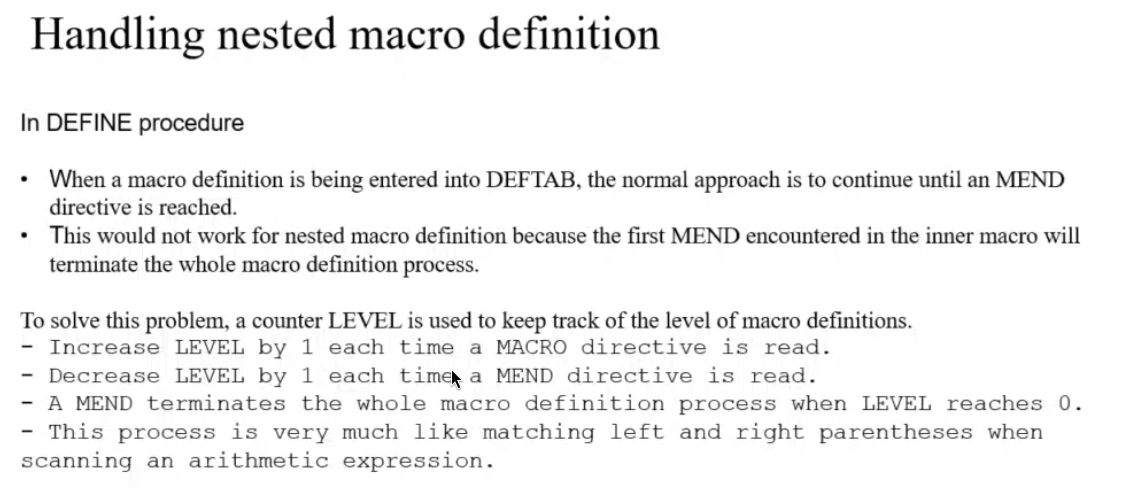 Handling nested macro definition
In DEFINE procedure
• When a macro definition is being entered into DEFTAB, the normal approach is to continue until an MEND
directive is reached.
• This would not work for nested macro definition because the first MEND encountered in the inner macro will
terminate the whole macro definition process.
To solve this problem, a counter LEVEL is used to keep track of the level of macro definitions.
– Increase LEVEL by 1 each time a MACRO directive is read.
– Decrease LEVEL by 1 each time a MEND directive is read.
– A MEND terminates the whole macro definition process when LEVEL reaches 0.
– This process is very much like matching left and right parentheses when
scanning an arithmetic expression.